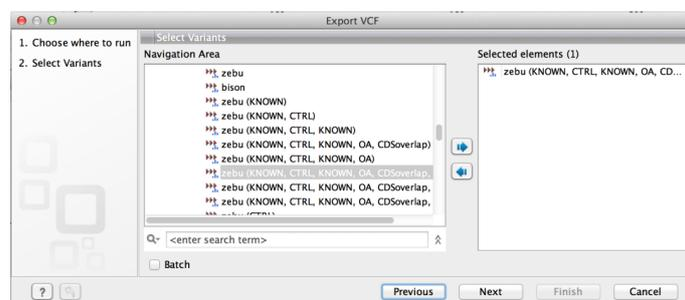 Export VCF
1. Choose where to run
2. Select Variants
Select Variants
Navigation Area
zebu
bison
zebu (KNOWN)
zebu (KNOWN, CTRL)
zebu (KNOWN, CTRL, KNOWN)
zebu (KNOWN, CTRL, KNOWN, OA, CDSoverlap)
zebu (KNOWN, CTRL, KNOWN, OA)
zebu (KNOWN, CTRL, KNOWN, OA, CDSoverlap,
zebu (KNOWN, CTRL, KNOWN, OA, CDSoverlap,
zebu (KNOWN, CTRL, KNOWN, OA, CDSoverlap,
zebu (CTRL)
<enter search term>
Batch
Selected elements (1)
zebu (KNOWN, CTRL, KNOWN, OA, CD...
?
Previous
Next
Finish
Cancel